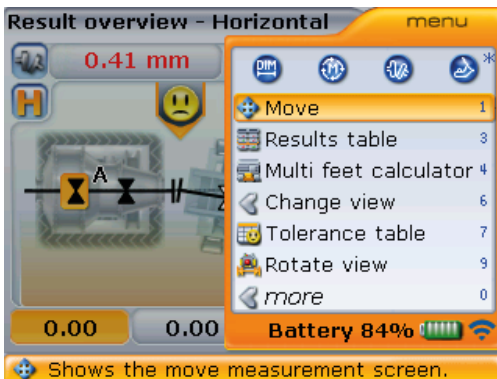 Result overview - Horizontal
menu
0.41 mm
DIM
*
H
Move 1
Results table 3
Multi feet calculator 4
Change view 6
Tolerance table 7
Rotate view 9
more 0
A
0.00 0.00
Battery 84%
Shows the move measurement screen.